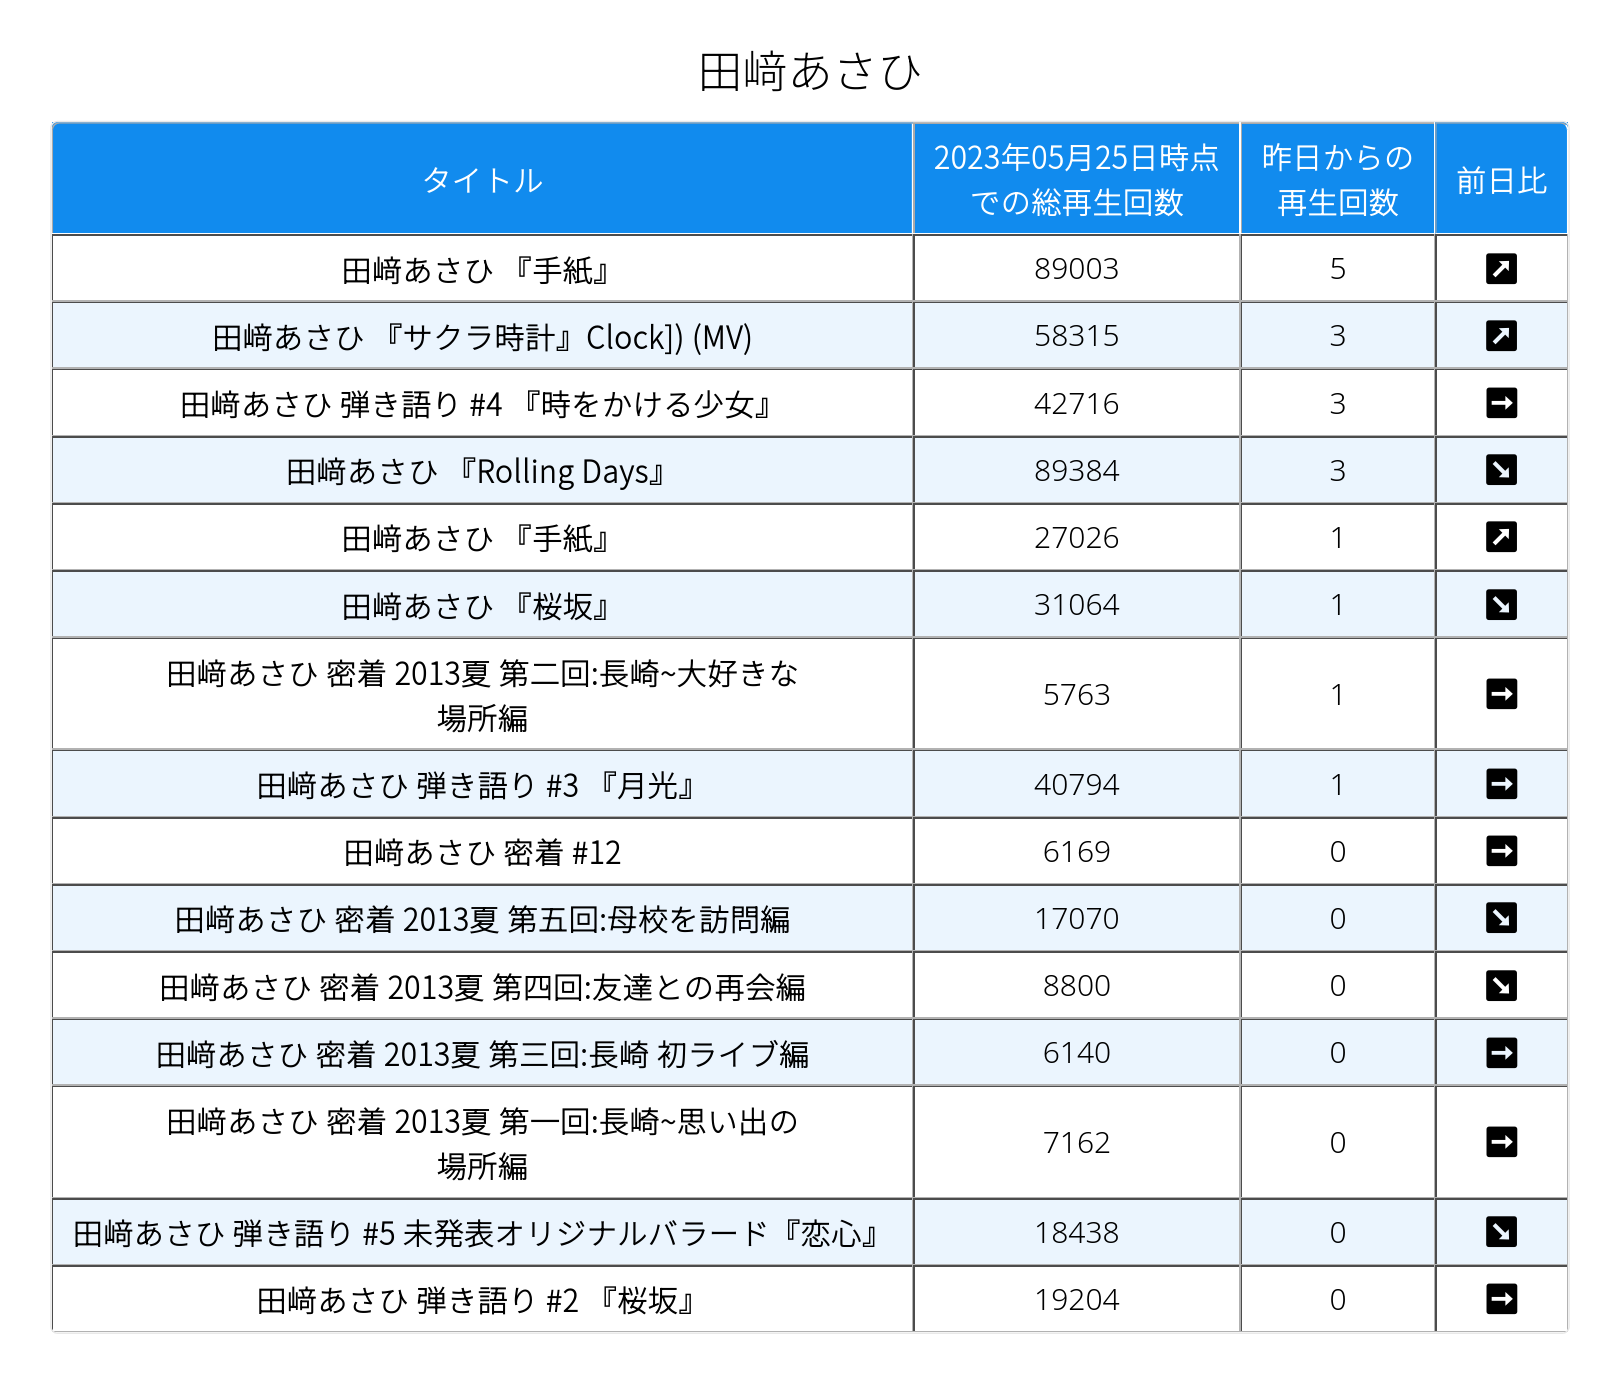 田﨑あさひ
タイトル
2023年05月25日時点
での総再生回数
昨日からの
再生回数
前日比
田﨑あさひ 『手紙』 89003 5 ↗
田﨑あさひ 『サクラ時計』Clock]) (MV) 58315 3 ↗
田﨑あさひ 弾き語り #4 『時をかける少女』 42716 3 →
田﨑あさひ 『Rolling Days』 89384 3 ↘
田﨑あさひ 『手紙』 27026 1 ↗
田﨑あさひ 『桜坂』 31064 1 ↘
田﨑あさひ 密着 2013夏 第二回:長崎~大好きな
場所編 5763 1 →
田﨑あさひ 弾き語り #3 『月光』 40794 1 →
田﨑あさひ 密着 #12 6169 0 →
田﨑あさひ 密着 2013夏 第五回:母校を訪問編 17070 0 ↘
田﨑あさひ 密着 2013夏 第四回:友達との再会編 8800 0 ↘
田﨑あさひ 密着 2013夏 第三回:長崎 初ライブ編 6140 0 →
田﨑あさひ 密着 2013夏 第一回:長崎~思い出の
場所編 7162 0 →
田﨑あさひ 弾き語り #5 未発表オリジナルバラード『恋心』 18438 0 ↘
田﨑あさひ 弾き語り #2 『桜坂』 19204 0 →